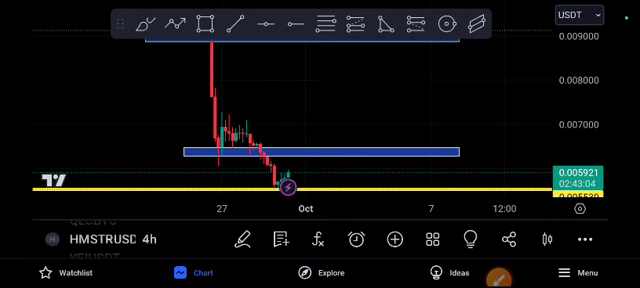 USDT
0.009000
0.008000
0.007000
0.005921
02:43:04
27 Oct 7 12:00
HMSTRUSD 4h
YFIUSDT
Watchlist Chart Explore Ideas Menu